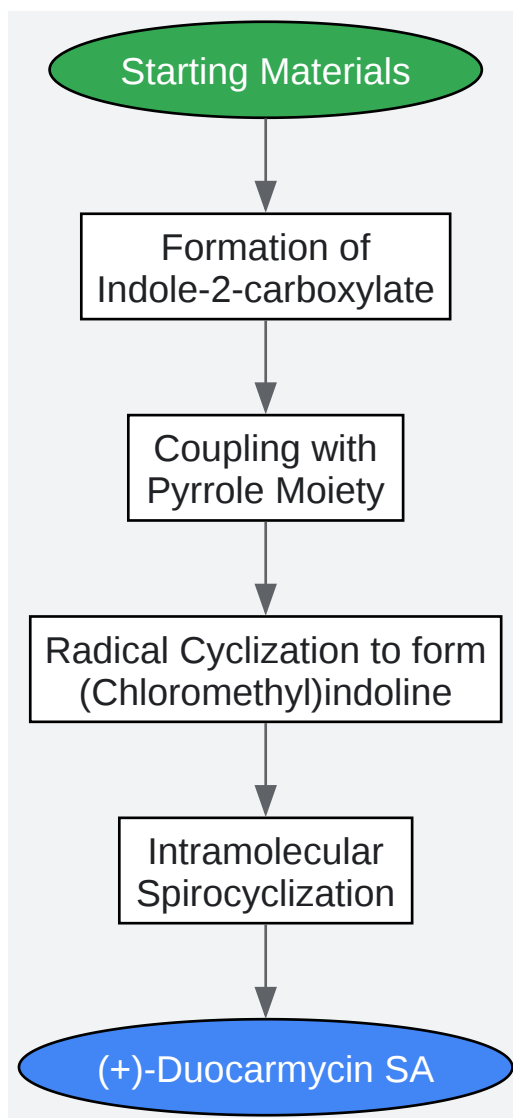 Starting Materials
Formation of
Indole-2-carboxylate
Coupling with
Pyrrole Moiety
Radical Cyclization to form
(Chloromethyl)indoline
Intramolecular
Spirocyclization
(+)-Duocarmycin SA